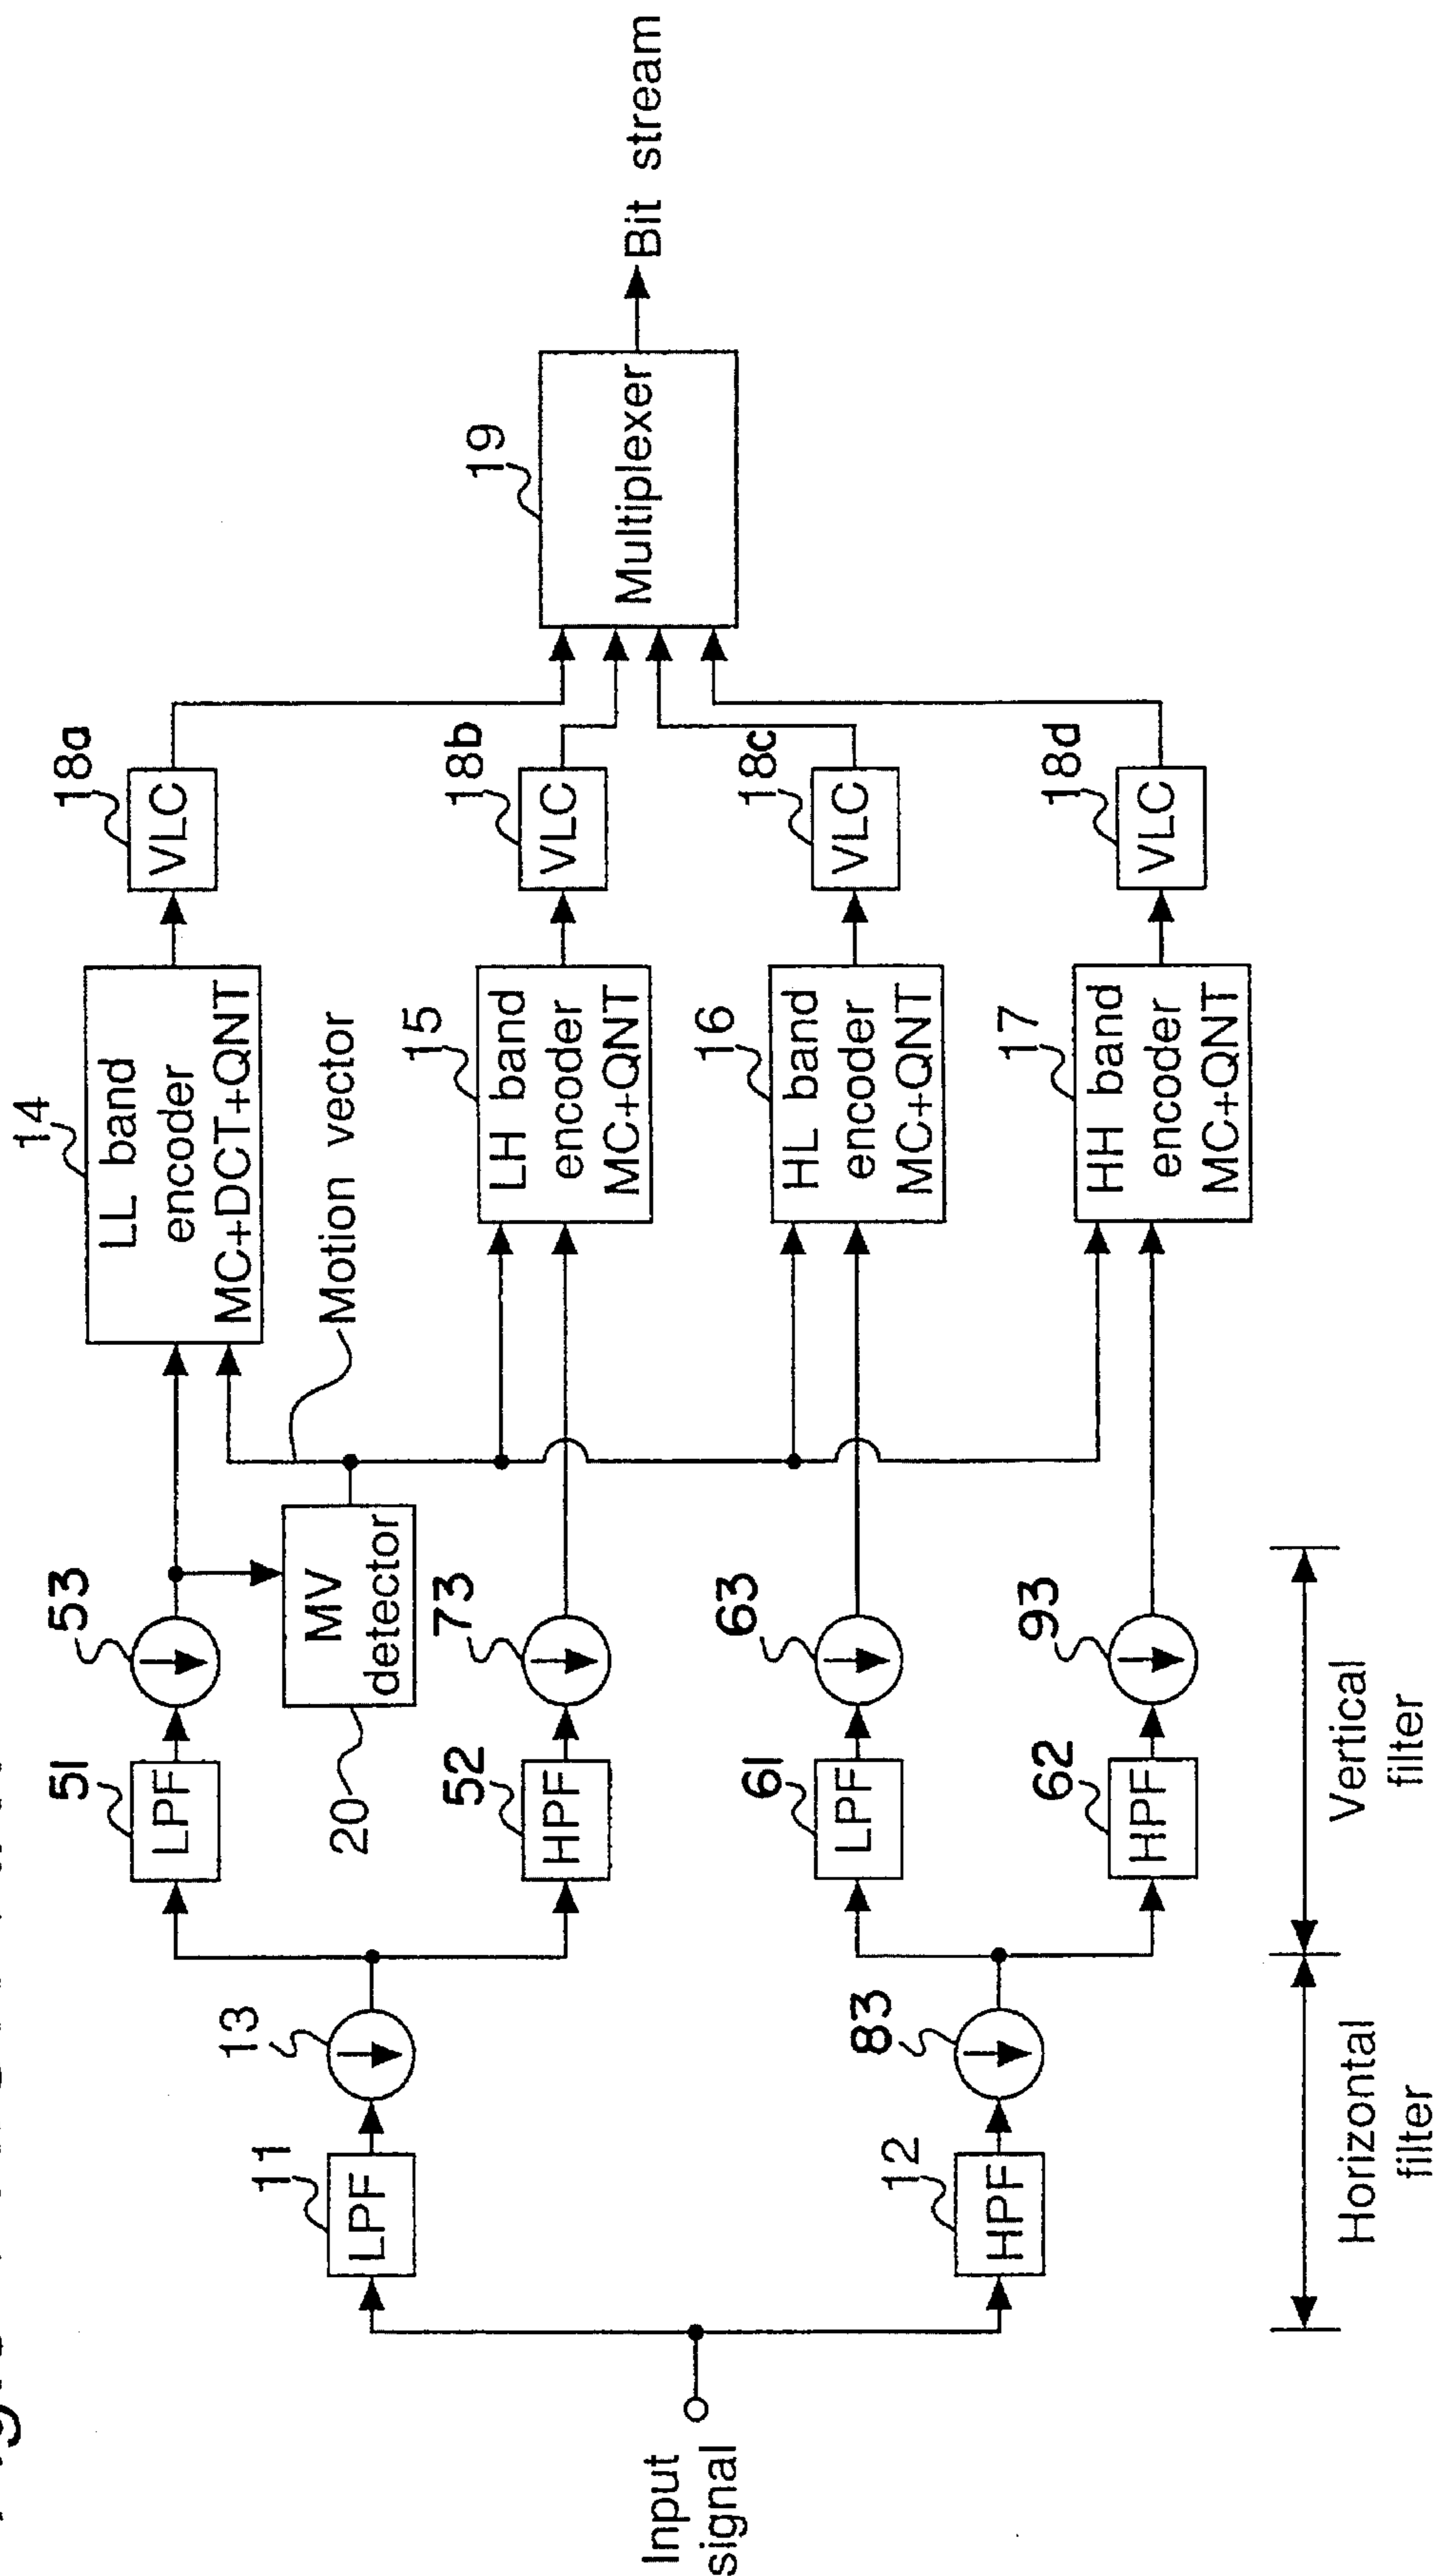 14
LL band
encoder
MC+DCT+QNT
18a
VLC
53
51
LPF
MV
detector
20
Motion vector
13
11
LPF
73
52
HPF
15
LH band
encoder
MC+QNT
18b
VLC
19
Multiplexer
Bit stream
Input
signal
63
61
LPF
16
HL band
encoder
MC+QNT
18c
VLC
83
12
HPF
93
62
HPF
17
HH band
encoder
MC+QNT
18d
VLC
Horizontal
filter
Vertical
filter